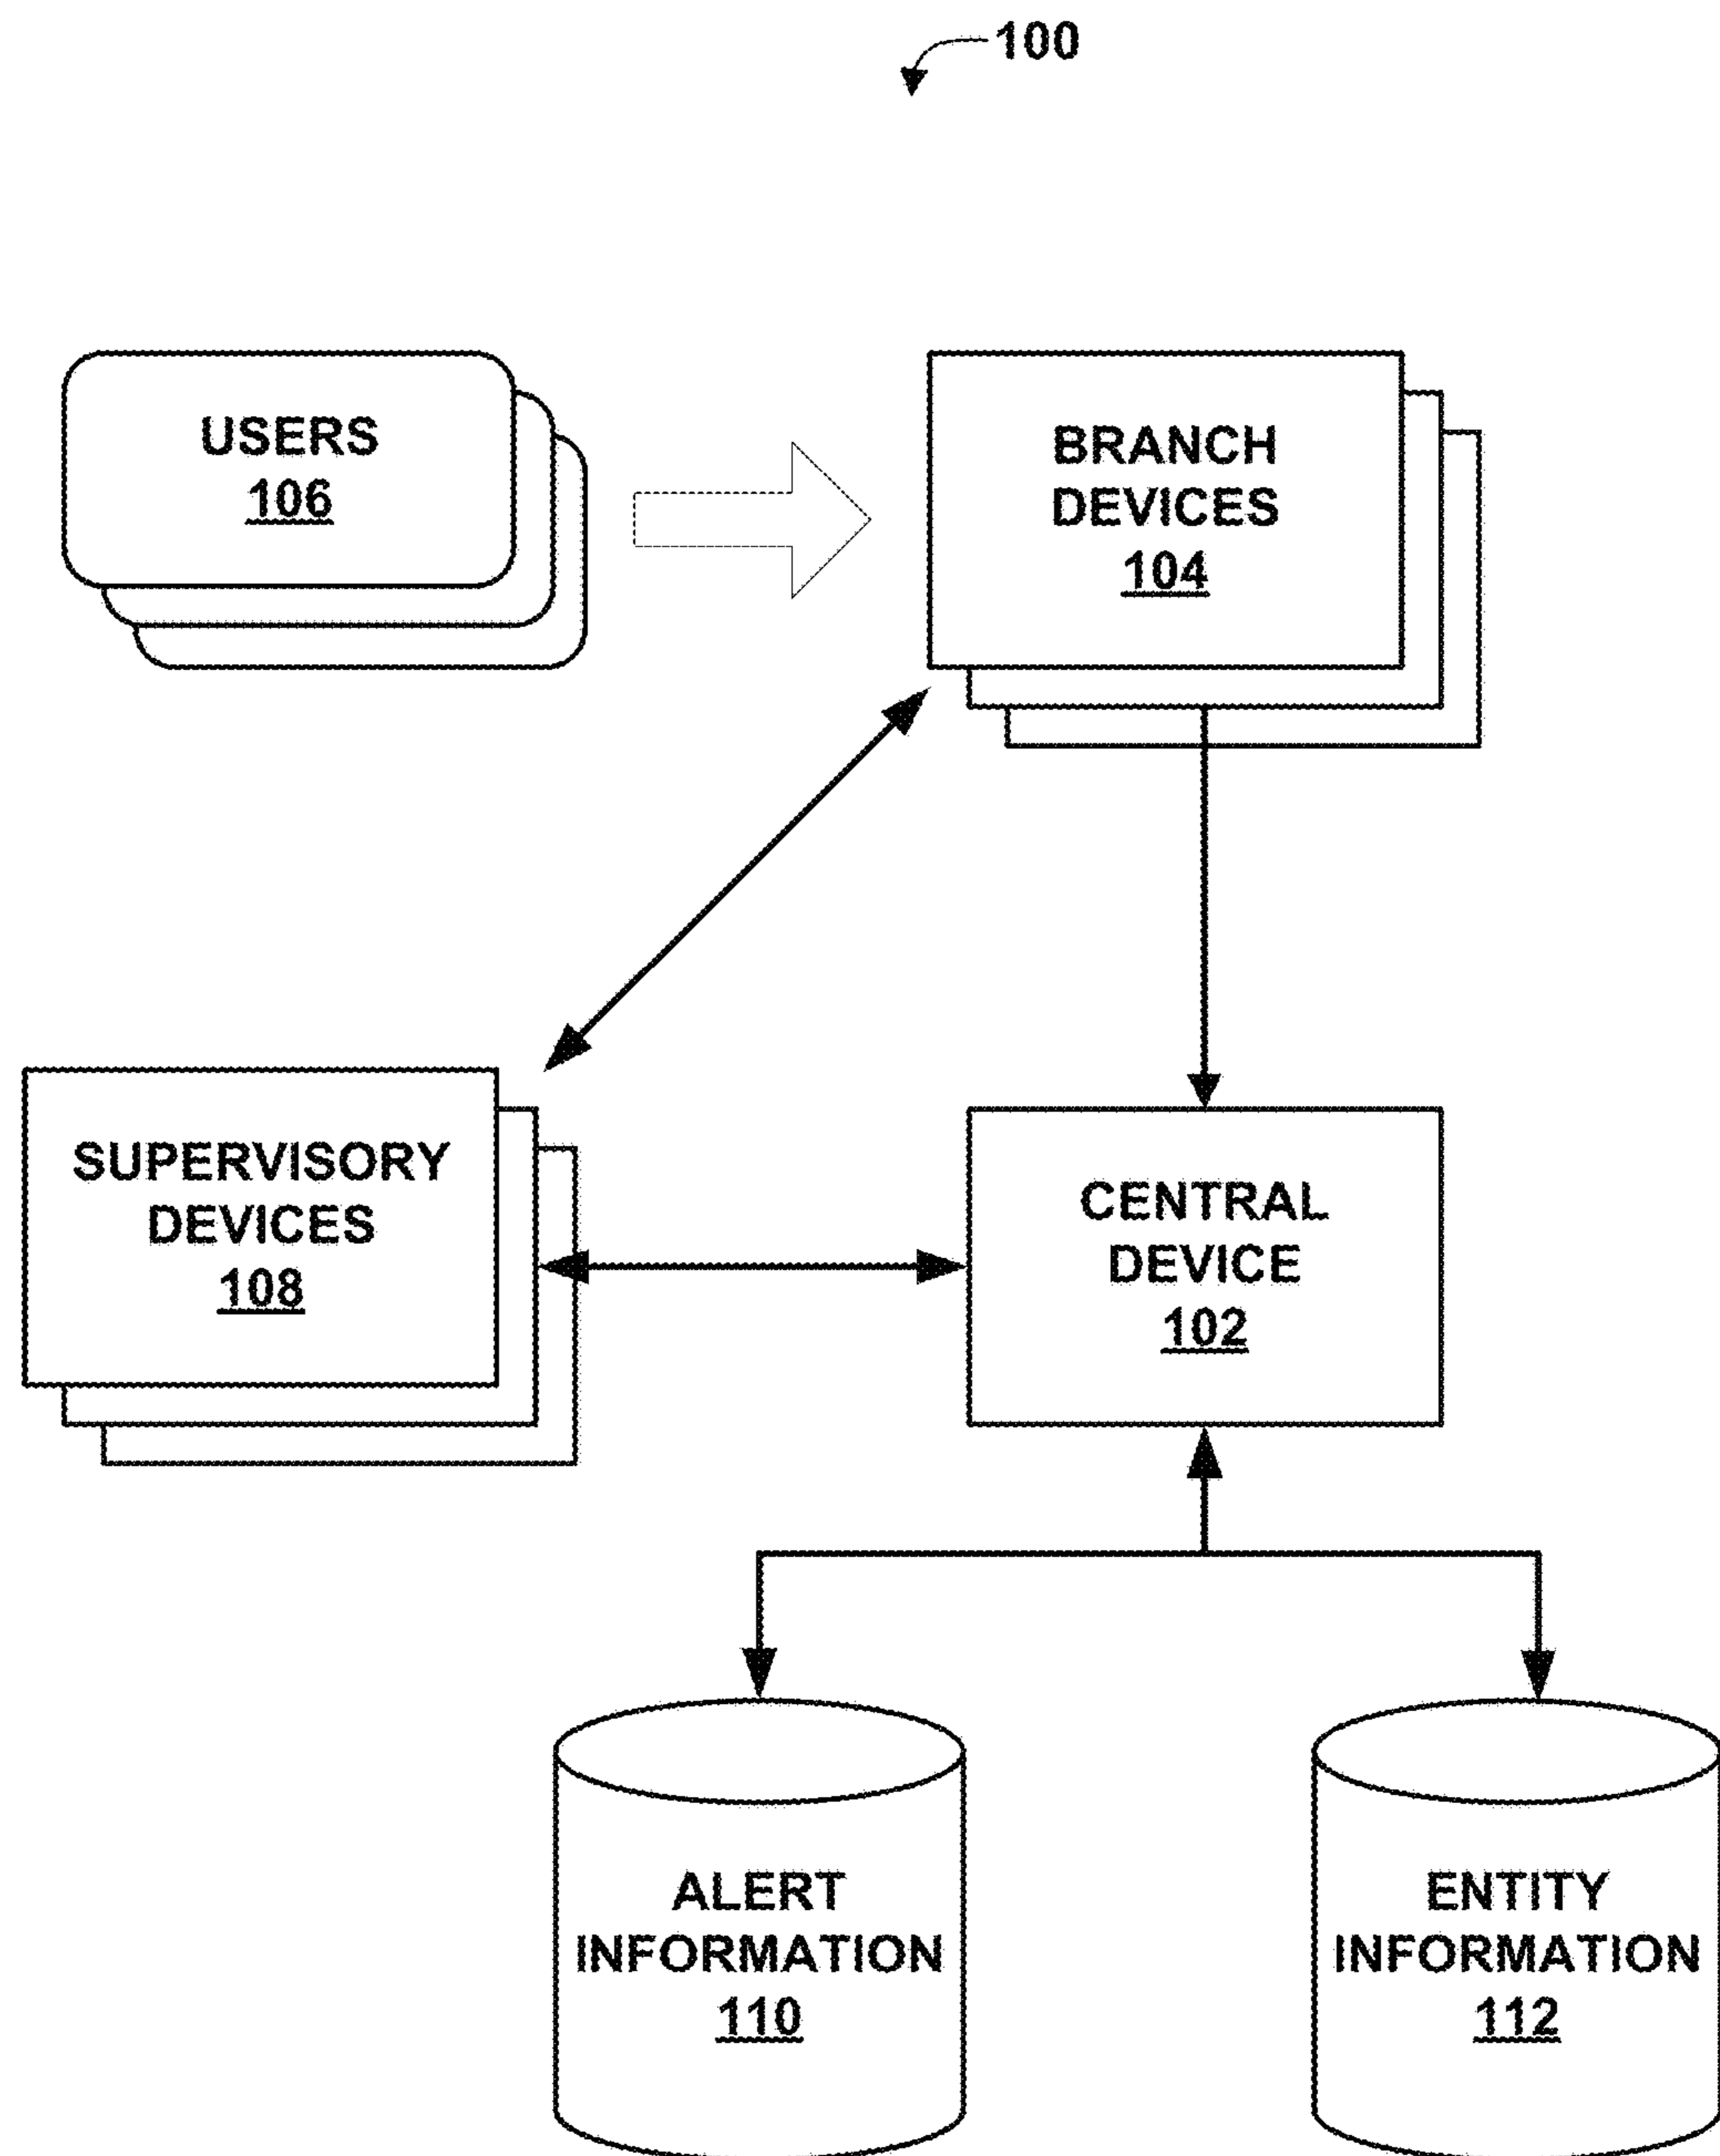 100
USERS
106
BRANCH
DEVICES
104
SUPERVISORY
DEVICES
108
CENTRAL
DEVICE
102
ALERT
INFORMATION
110
ENTITY
INFORMATION
112